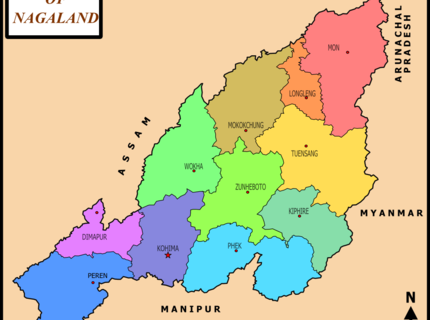 OF
NAGALAND
MON
ARUNACHAL
PRADESH
LONGLENG
MOKOKCHUNG
ASSAM
TUENSANG
WOKHA
ZUNHEBOTO
KIPHIRE
MYANMAR
DIMAPUR
KOHIMA
PHEK
PEREN
N
MANIPUR